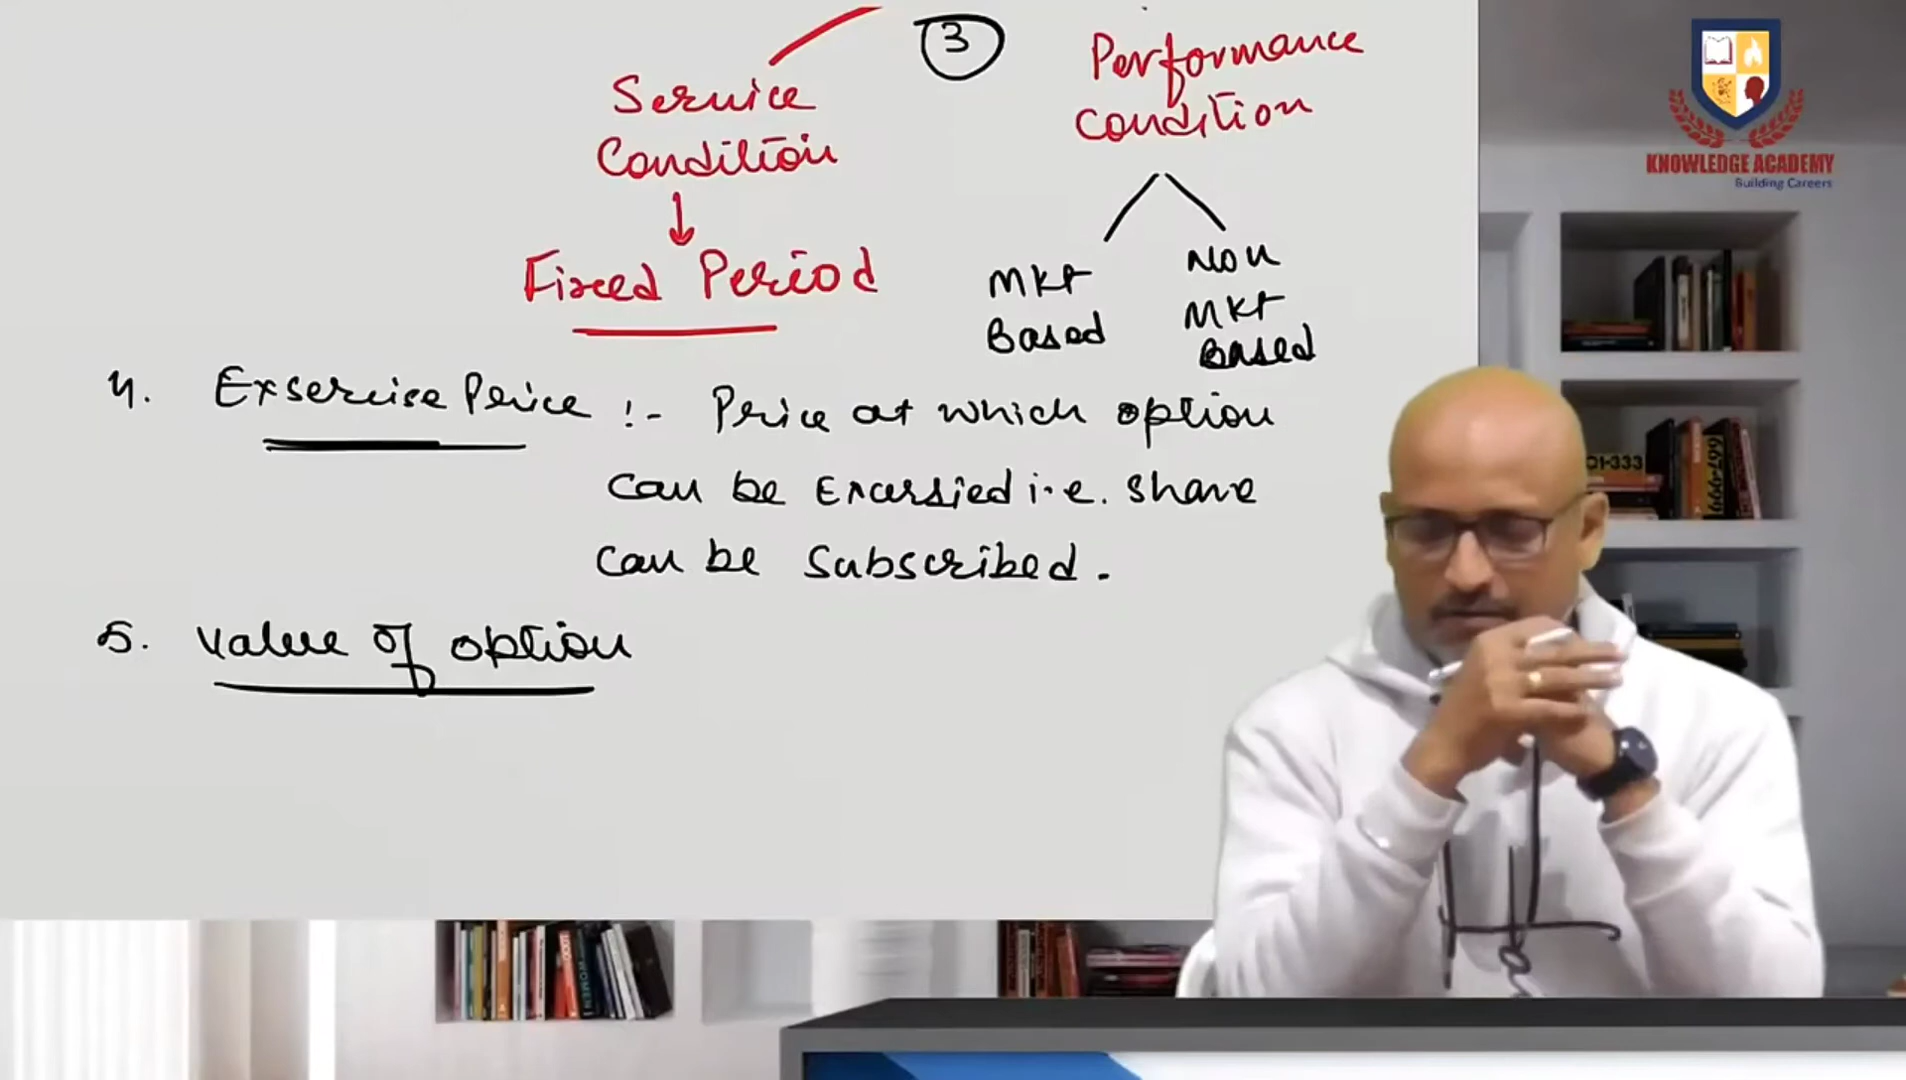 3
Performance
Condition
Service
Condition
Fixed Period
Mkt
Based
Non
Mkt
Based
4. Exsercise Price :- Price at which option
can be Excersied i.e. share
can be Subscribed.
5. Value of option
KNOWLEDGE ACADEMY
Building Careers